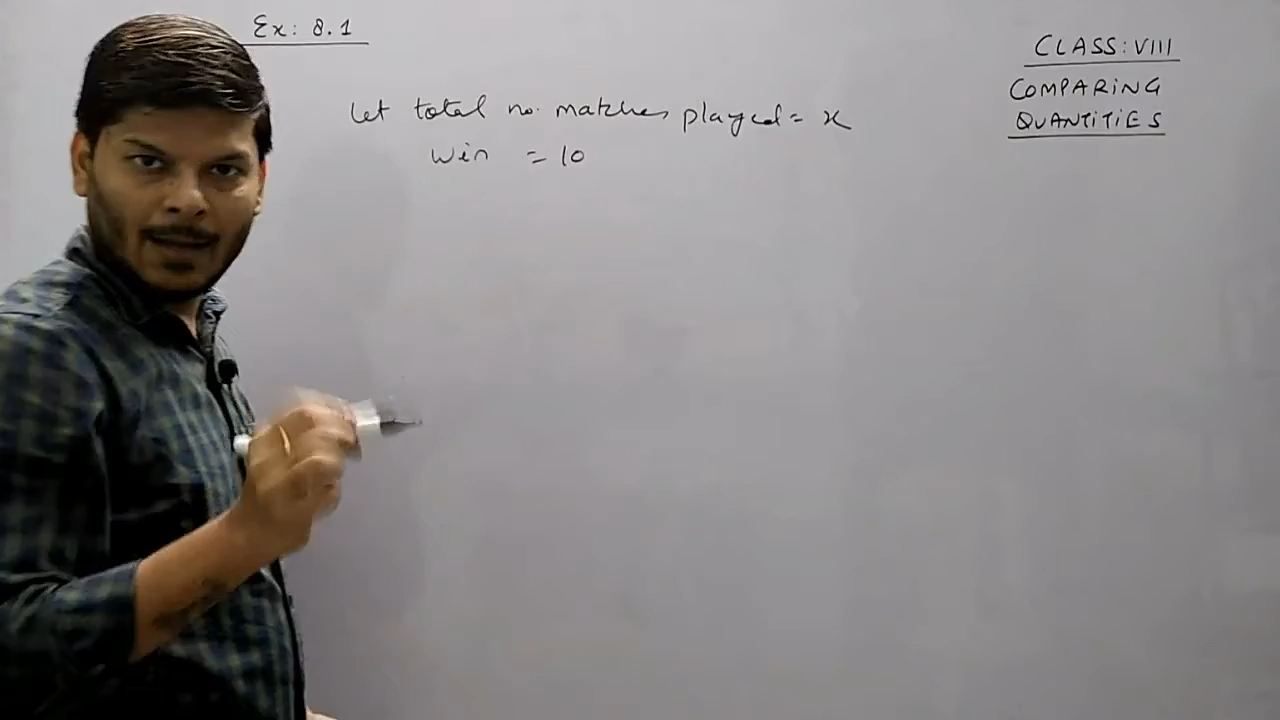 Ex: 8.1
CLASS: VIII
COMPARING
QUANTITIES
Let total no. matches played = x
Win = 10